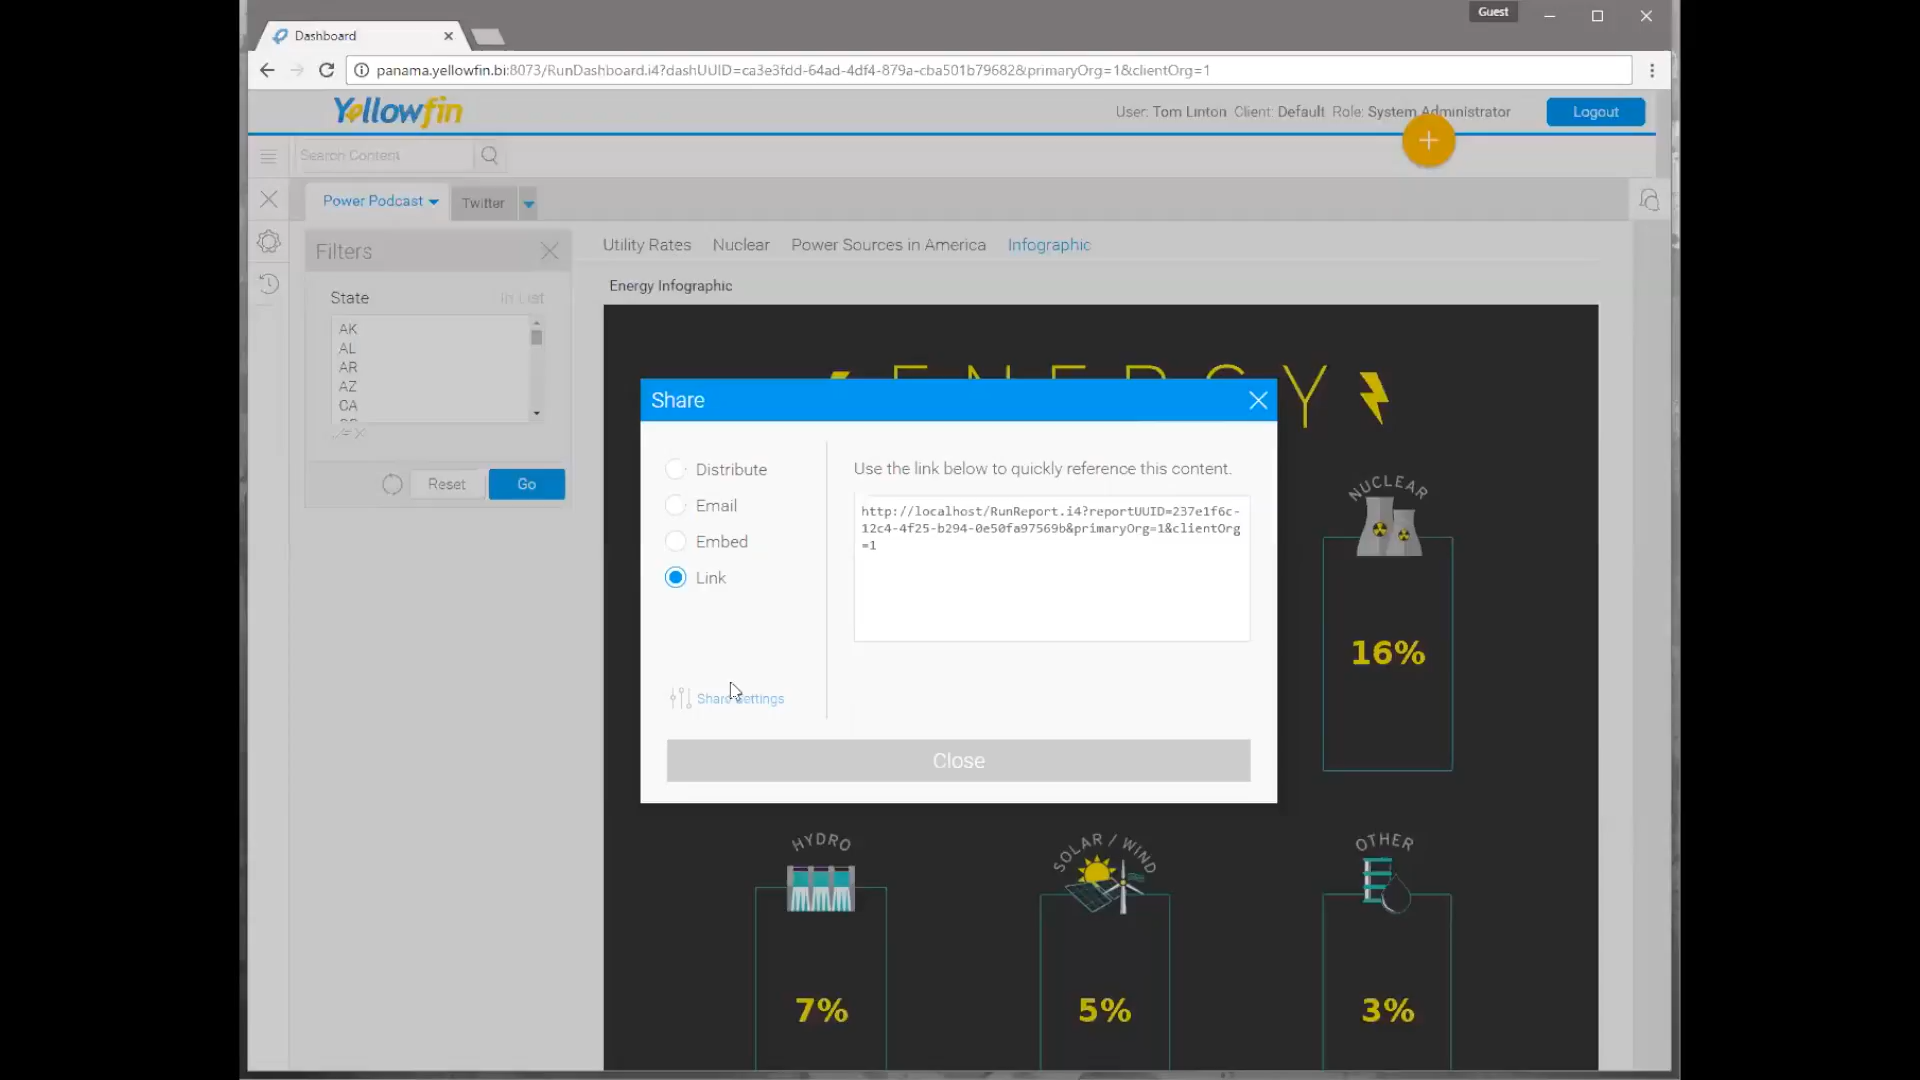 Guest
Dashboard
panama.yellowfin.bi:8073/RunDashboard.i4?dashUUID=ca3e3fdd-64ad-4df4-879a-cba501b79682&primaryOrg=1&clientOrg=1
Yellowfin
User: Tom Linton Client: Default Role: System Administrator
Logout
Search Content
Power Podcast
Twitter
Filters
Utility Rates Nuclear Power Sources in America Infographic
Energy Infographic
State
In List
AK
AL
AR
AZ
CA
Reset
Go
ENERGY
Share
Distribute
Email
Embed
Link
Share Settings
Use the link below to quickly reference this content.
http://localhost/RunReport.i4?reportUUID=237e1f6c-
12c4-4f25-b294-0e50fa97569b&primaryOrg=1&clientOrg
=1
Close
NUCLEAR
16%
HYDRO
7%
SOLAR / WIND
5%
OTHER
3%